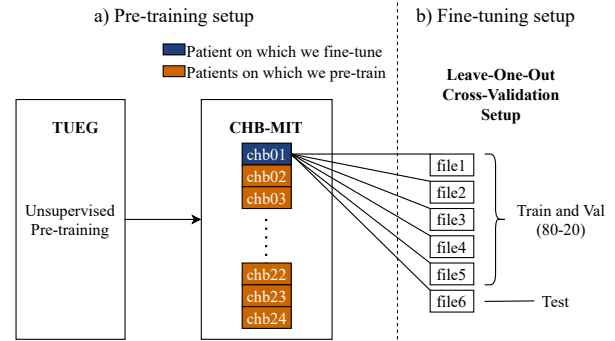 a) Pre-training setup
b) Fine-tuning setup
Patient on which we fine-tune
Patients on which we pre-train
Leave-One-Out
Cross-Validation
Setup
TUEG
Unsupervised
Pre-training
CHB-MIT
chb01
chb02
chb03
chb22
chb23
chb24
file1
file2
file3
file4
file5
file6
Train and Val
(80-20)
Test